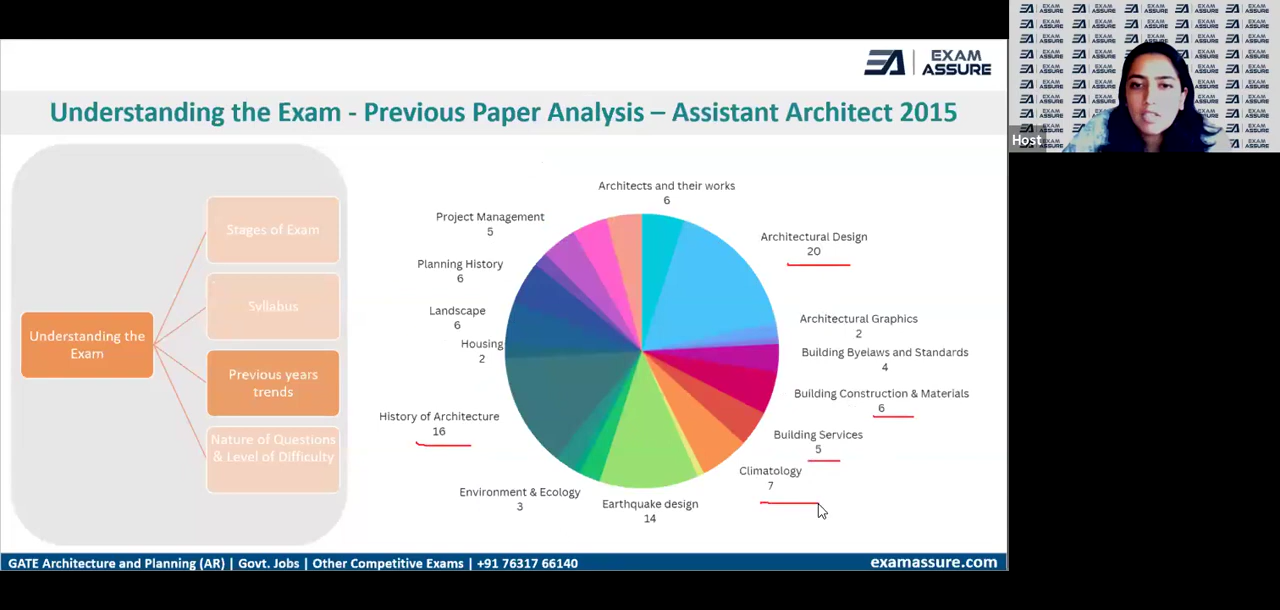 EXAM
ASSURE
Understanding the Exam - Previous Paper Analysis – Assistant Architect 2015
Host
Understanding the
Exam
Stages of Exam
Syllabus
Previous years
trends
Nature of Questions
& Level of Difficulty
Architects and their works
6
Architectural Design
20
Architectural Graphics
2
Building Byelaws and Standards
4
Building Construction & Materials
6
Building Services
5
Climatology
7
Earthquake design
14
Environment & Ecology
3
History of Architecture
16
Housing
2
Landscape
6
Planning History
6
Project Management
5
GATE Architecture and Planning (AR) | Govt. Jobs | Other Competitive Exams | +91 76317 66140
examassure.com